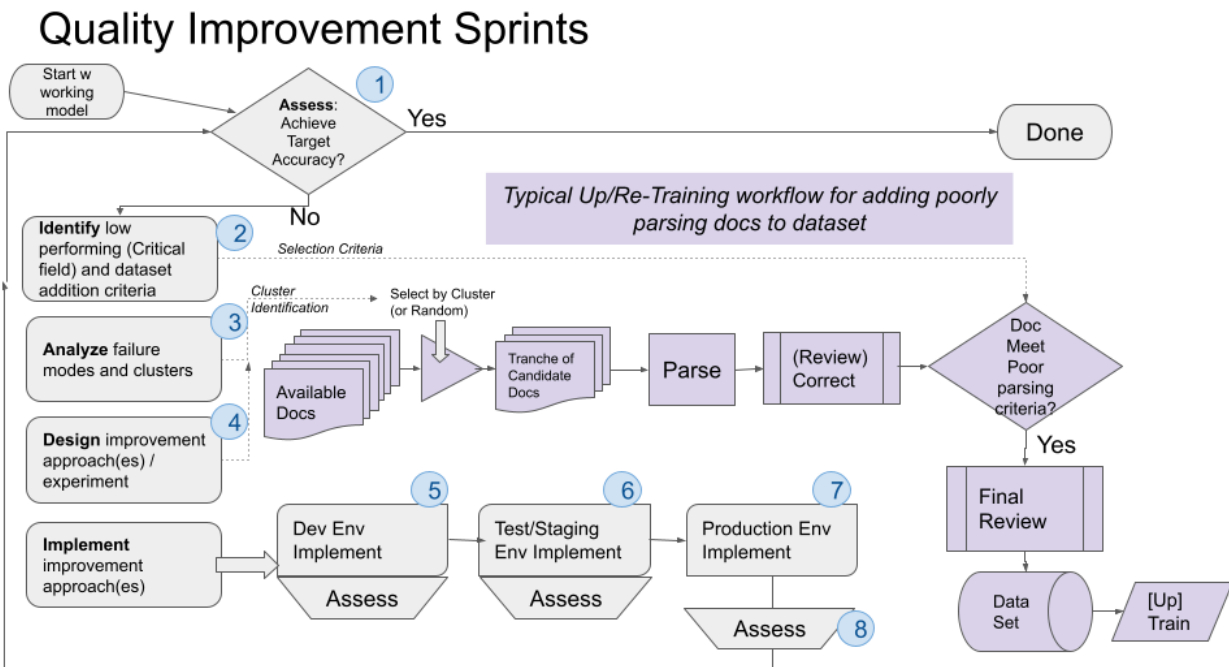 Quality Improvement Sprints
Start w
working
model
1
Assess:
Achieve
Target
Accuracy?
Yes
Done
No
Typical Up/Re-Training workflow for adding poorly
parsing docs to dataset
2
Identify low
performing (Critical
field) and dataset
addition criteria
Selection Criteria
3
Analyze failure
modes and clusters
Cluster
Identification
Select by Cluster
(or Random)
Available
Docs
Tranche of
Candidate
Docs
Parse
(Review)
Correct
Doc
Meet
Poor
parsing
criteria?
4
Design improvement
approach(es) /
experiment
Yes
Final
Review
Data
Set
[Up]
Train
Implement
improvement
approach(es)
5
Dev Env
Implement
Assess
6
Test/Staging
Env Implement
Assess
7
Production Env
Implement
Assess
8